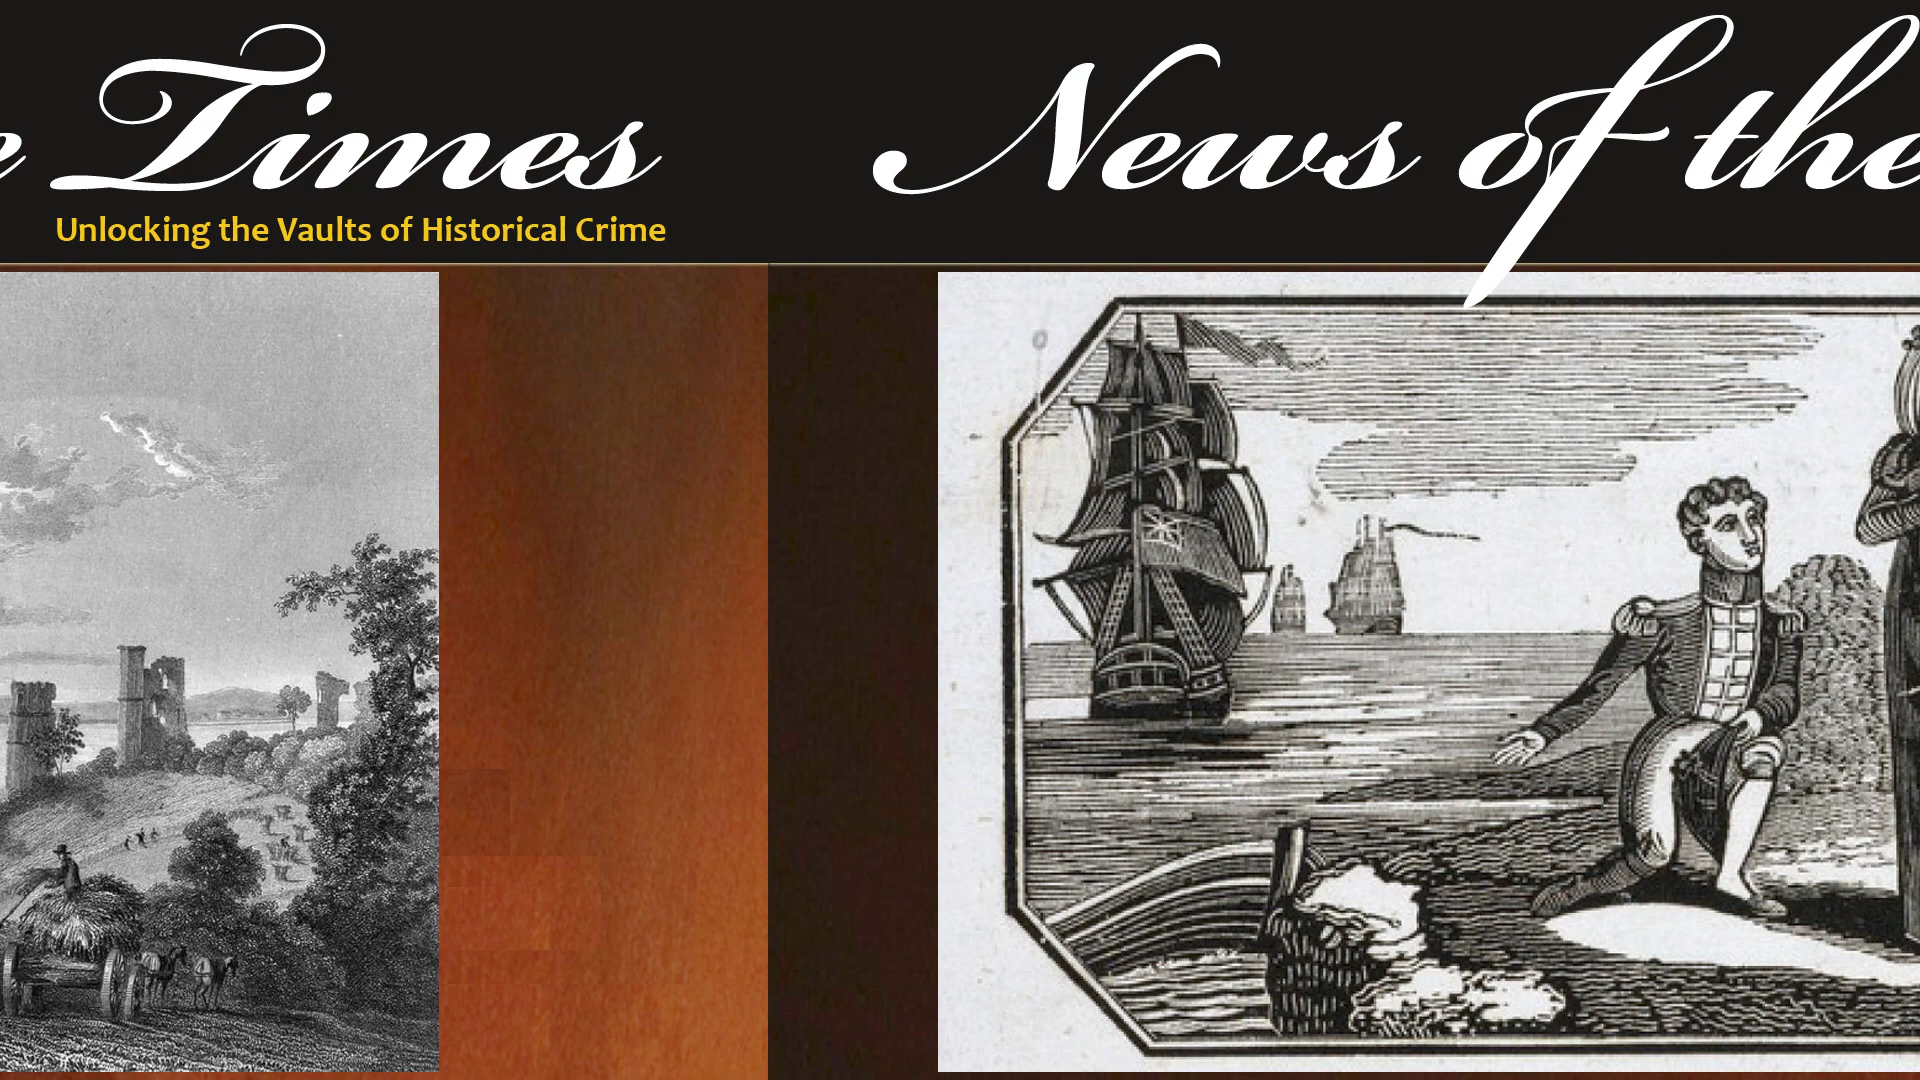 Times
News of the
Unlocking the Vaults of Historical Crime